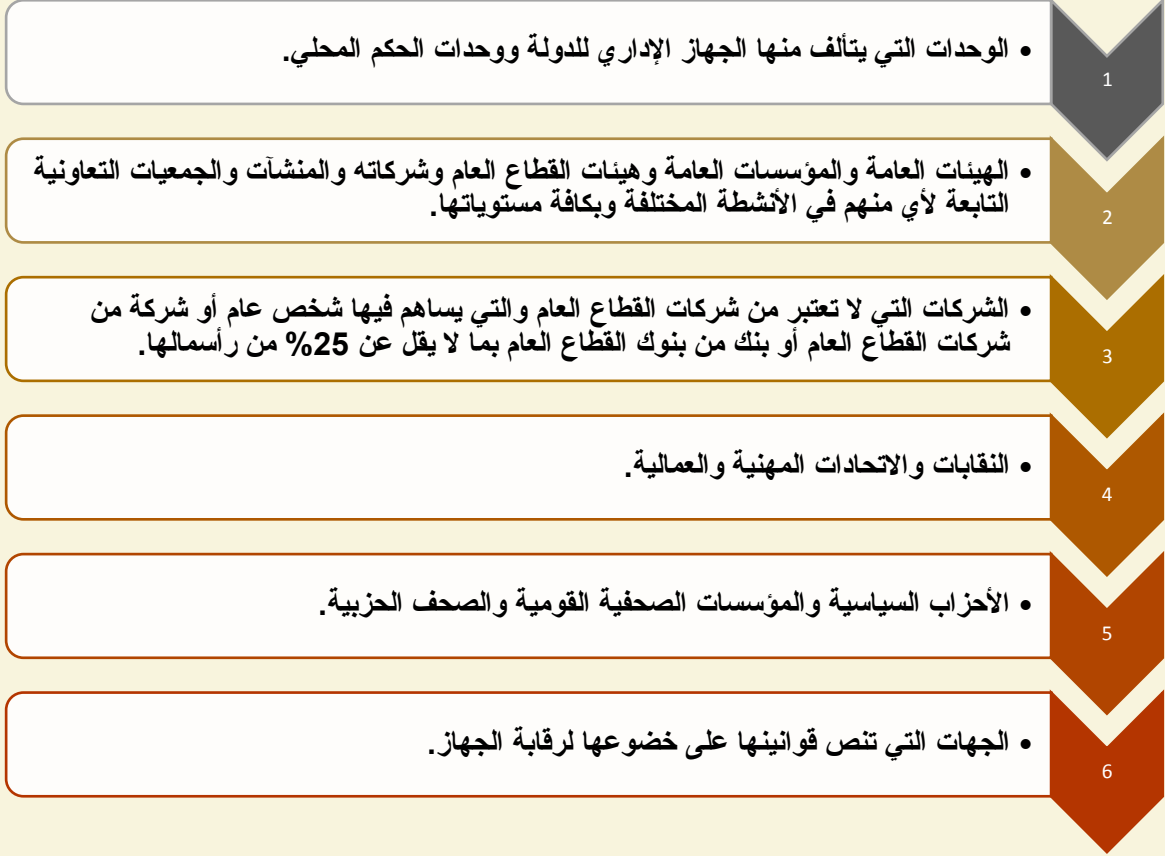 1
• الوحدات التي يتألف منها الجهاز الإداري للدولة ووحدات الحكم المحلي.
2
• الهيئات العامة والمؤسسات العامة وهيئات القطاع العام وشركاته والمنشآت والجمعيات التعاونية
التابعة لأي منهم في الأنشطة المختلفة وبكافة مستوياتها.
3
• الشركات التي لا تعتبر من شركات القطاع العام والتي يساهم فيها شخص عام أو شركة من
شركات القطاع العام أو بنك من بنوك القطاع العام بما لا يقل عن 25% من رأسمالها.
4
• النقابات والاتحادات المهنية والعمالية.
5
• الأحزاب السياسية والمؤسسات الصحفية القومية والصحف الحزبية.
6
• الجهات التي تنص قوانينها على خضوعها لرقابة الجهاز.